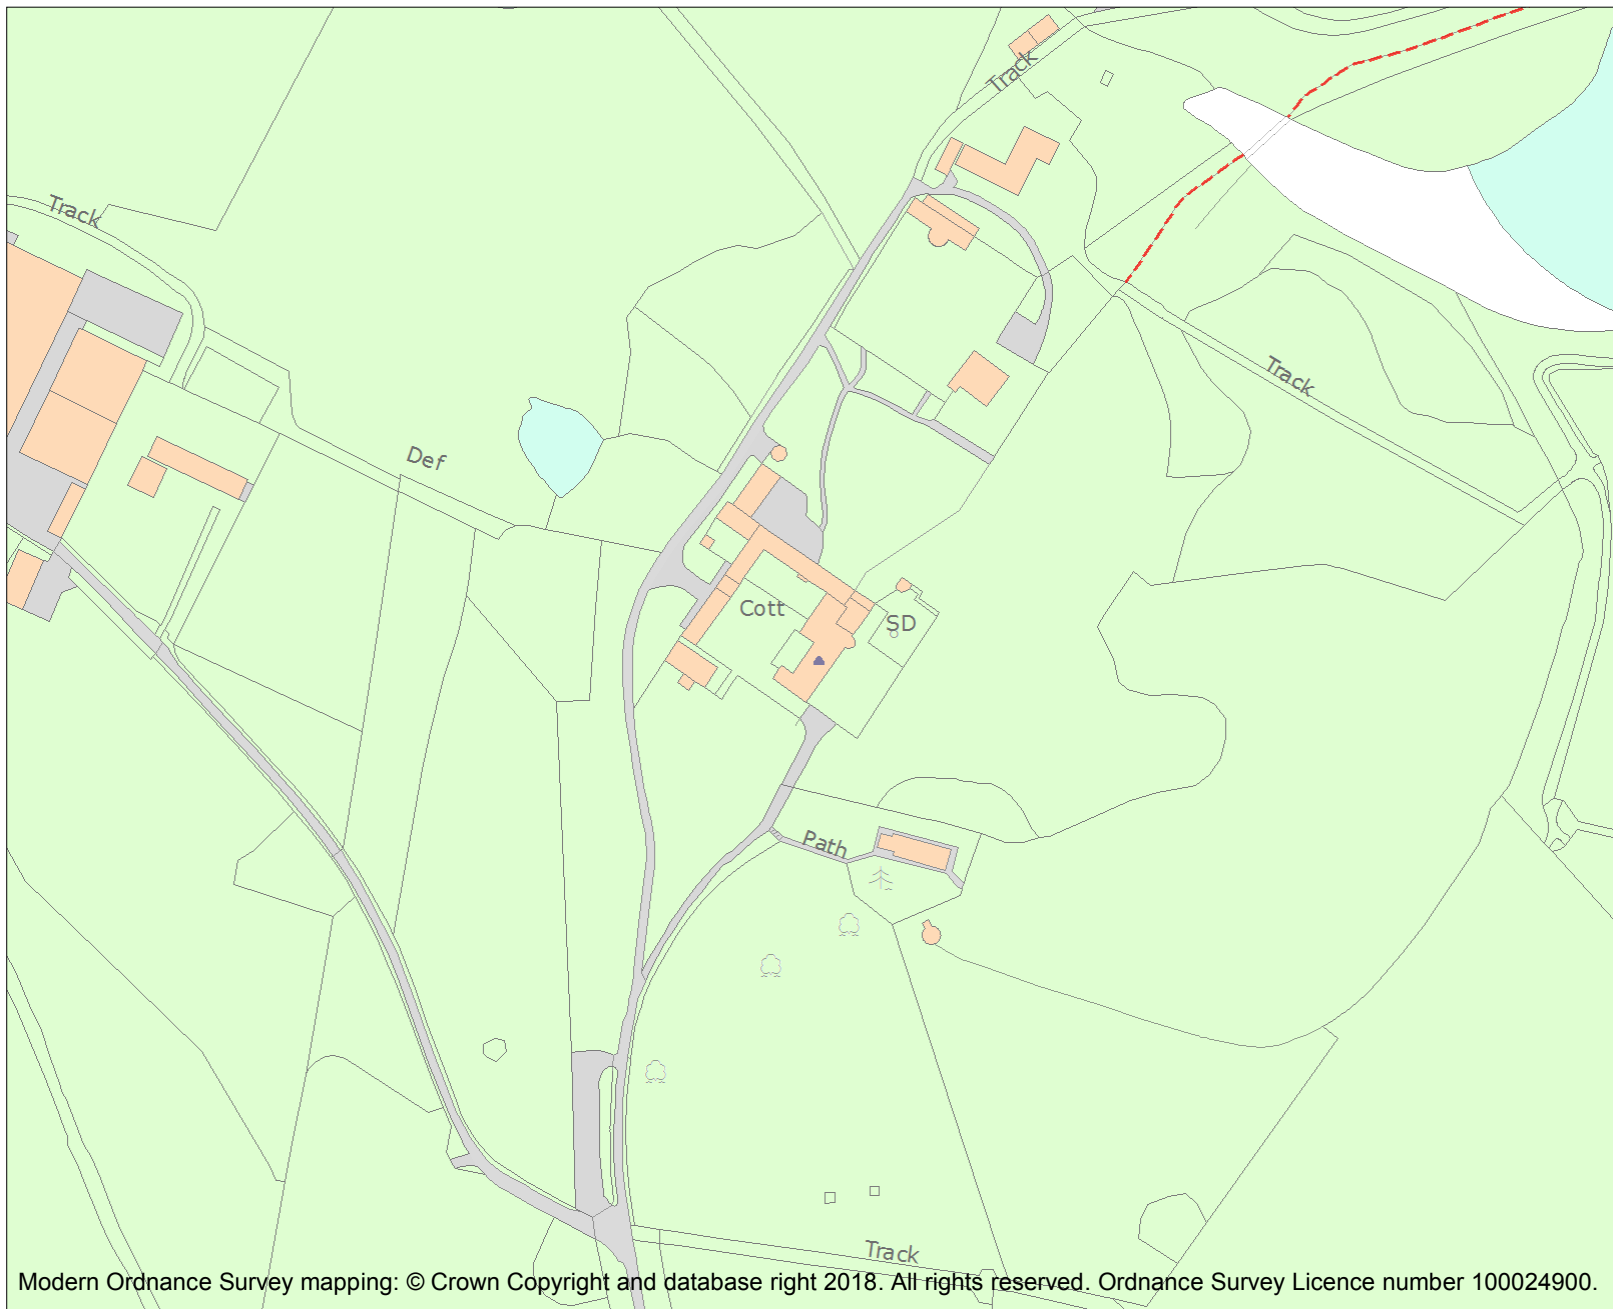 Track
Track
Track
Def
Cott
SD
Path
Track
Modern Ordnance Survey mapping: © Crown Copyright and database right 2018. All rights reserved. Ordnance Survey Licence number 100024900.